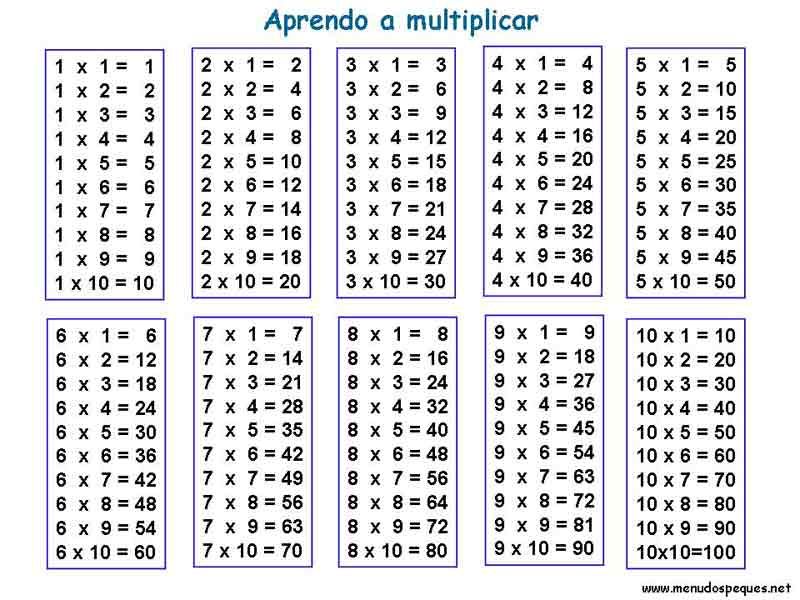 Aprendo a multiplicar
1 x 1 = 1
1 x 2 = 2
1 x 3 = 3
1 x 4 = 4
1 x 5 = 5
1 x 6 = 6
1 x 7 = 7
1 x 8 = 8
1 x 9 = 9
1 x 10 = 10
2 x 1 = 2
2 x 2 = 4
2 x 3 = 6
2 x 4 = 8
2 x 5 = 10
2 x 6 = 12
2 x 7 = 14
2 x 8 = 16
2 x 9 = 18
2 x 10 = 20
3 x 1 = 3
3 x 2 = 6
3 x 3 = 9
3 x 4 = 12
3 x 5 = 15
3 x 6 = 18
3 x 7 = 21
3 x 8 = 24
3 x 9 = 27
3 x 10 = 30
4 x 1 = 4
4 x 2 = 8
4 x 3 = 12
4 x 4 = 16
4 x 5 = 20
4 x 6 = 24
4 x 7 = 28
4 x 8 = 32
4 x 9 = 36
4 x 10 = 40
5 x 1 = 5
5 x 2 = 10
5 x 3 = 15
5 x 4 = 20
5 x 5 = 25
5 x 6 = 30
5 x 7 = 35
5 x 8 = 40
5 x 9 = 45
5 x 10 = 50
6 x 1 = 6
6 x 2 = 12
6 x 3 = 18
6 x 4 = 24
6 x 5 = 30
6 x 6 = 36
6 x 7 = 42
6 x 8 = 48
6 x 9 = 54
6 x 10 = 60
7 x 1 = 7
7 x 2 = 14
7 x 3 = 21
7 x 4 = 28
7 x 5 = 35
7 x 6 = 42
7 x 7 = 49
7 x 8 = 56
7 x 9 = 63
7 x 10 = 70
8 x 1 = 8
8 x 2 = 16
8 x 3 = 24
8 x 4 = 32
8 x 5 = 40
8 x 6 = 48
8 x 7 = 56
8 x 8 = 64
8 x 9 = 72
8 x 10 = 80
9 x 1 = 9
9 x 2 = 18
9 x 3 = 27
9 x 4 = 36
9 x 5 = 45
9 x 6 = 54
9 x 7 = 63
9 x 8 = 72
9 x 9 = 81
9 x 10 = 90
10 x 1 = 10
10 x 2 = 20
10 x 3 = 30
10 x 4 = 40
10 x 5 = 50
10 x 6 = 60
10 x 7 = 70
10 x 8 = 80
10 x 9 = 90
10x10=100
www.menudospeques.net